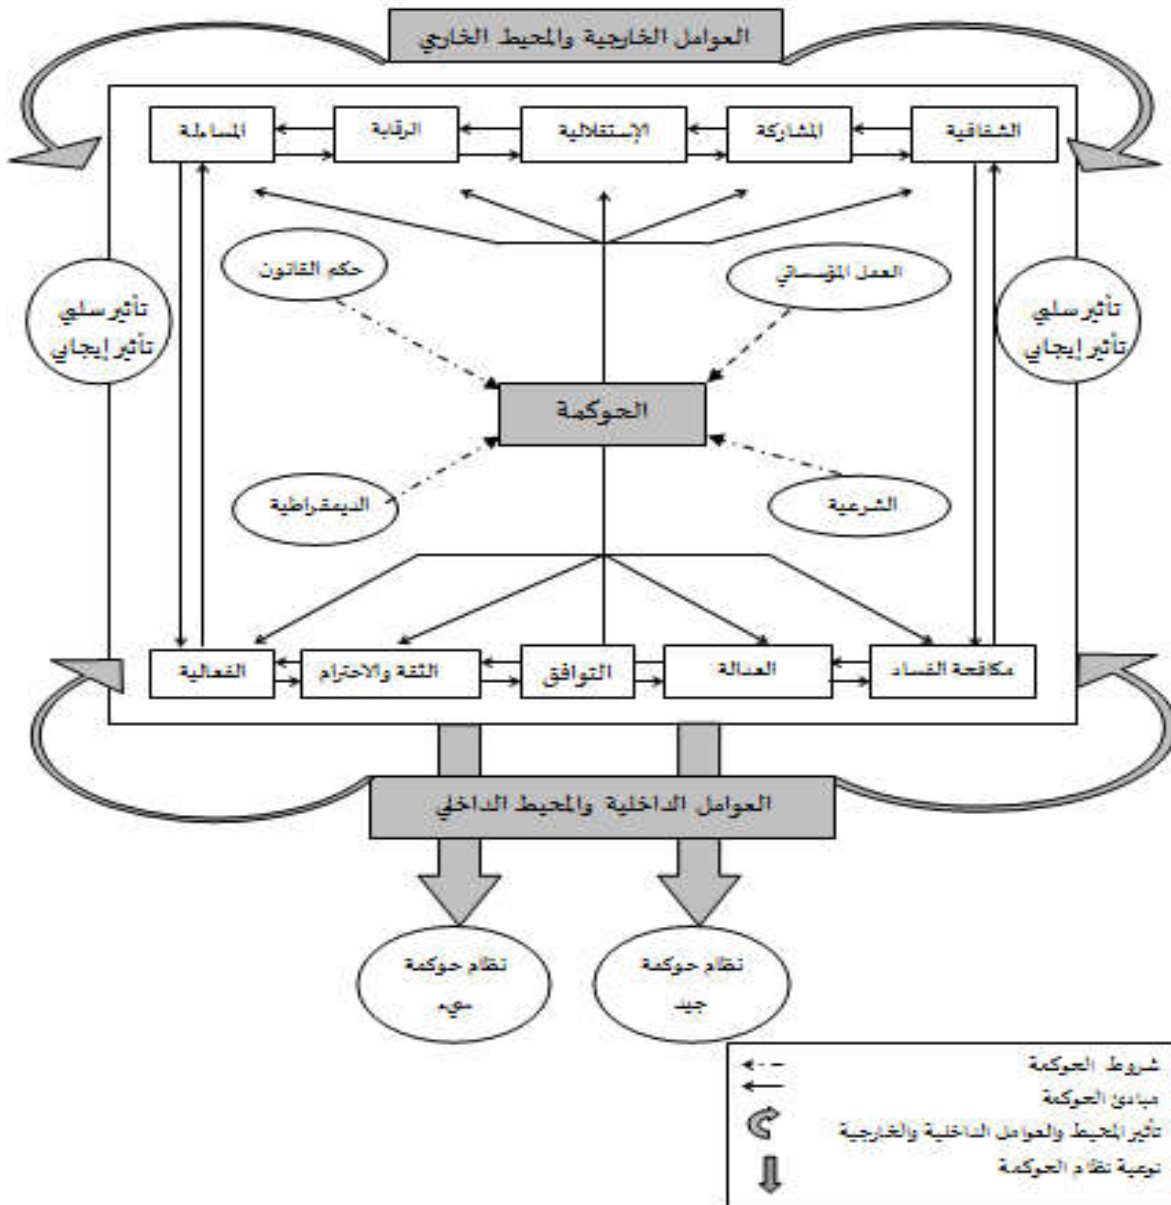 العوامل الخارجية والمحيط الخارجي
الشفافية
المشاركة
الإستقلالية
الرقابة
المساءلة
العمل المؤسساتي
حكم القانون
تأثير سلبي
تأثير إيجابي
تأثير سلبي
تأثير إيجابي
الحوكمة
الشرعية
الديمقراطية
مكافحة الفساد
العدالة
التوافق
الثقة والاحترام
الفعالية
العوامل الداخلية والمحيط الداخلي
نظام حوكمة
جيد
نظام حوكمة
سيء
شروط الحوكمة
مبادئ الحوكمة
تأثير المحيط والعوامل الداخلية والخارجية
نوعية نظام الحوكمة